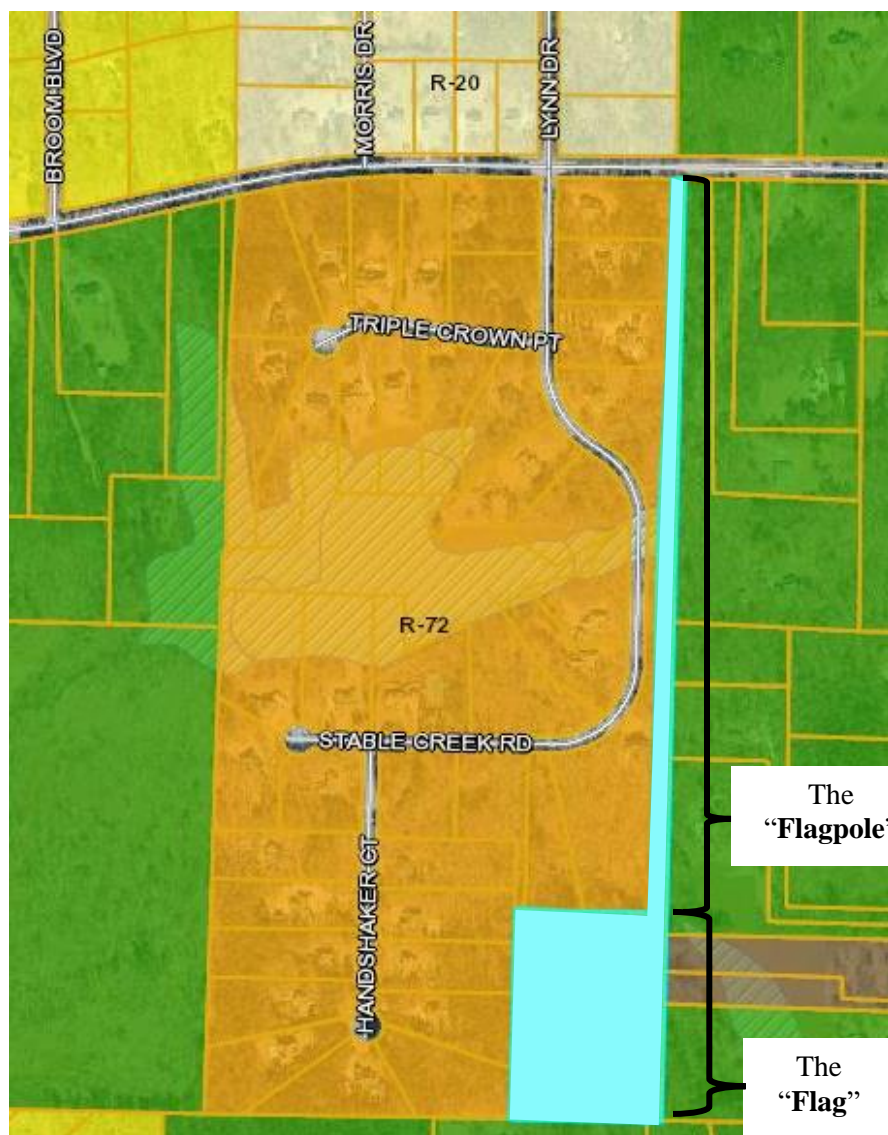 BROOM BLVD
MORRIS DR
R-20
LYNN DR
TRIPLE CROWN PT
R-72
STABLE CREEK RD
HANDSHAKER CT
The
“Flagpole”
The
“Flag”